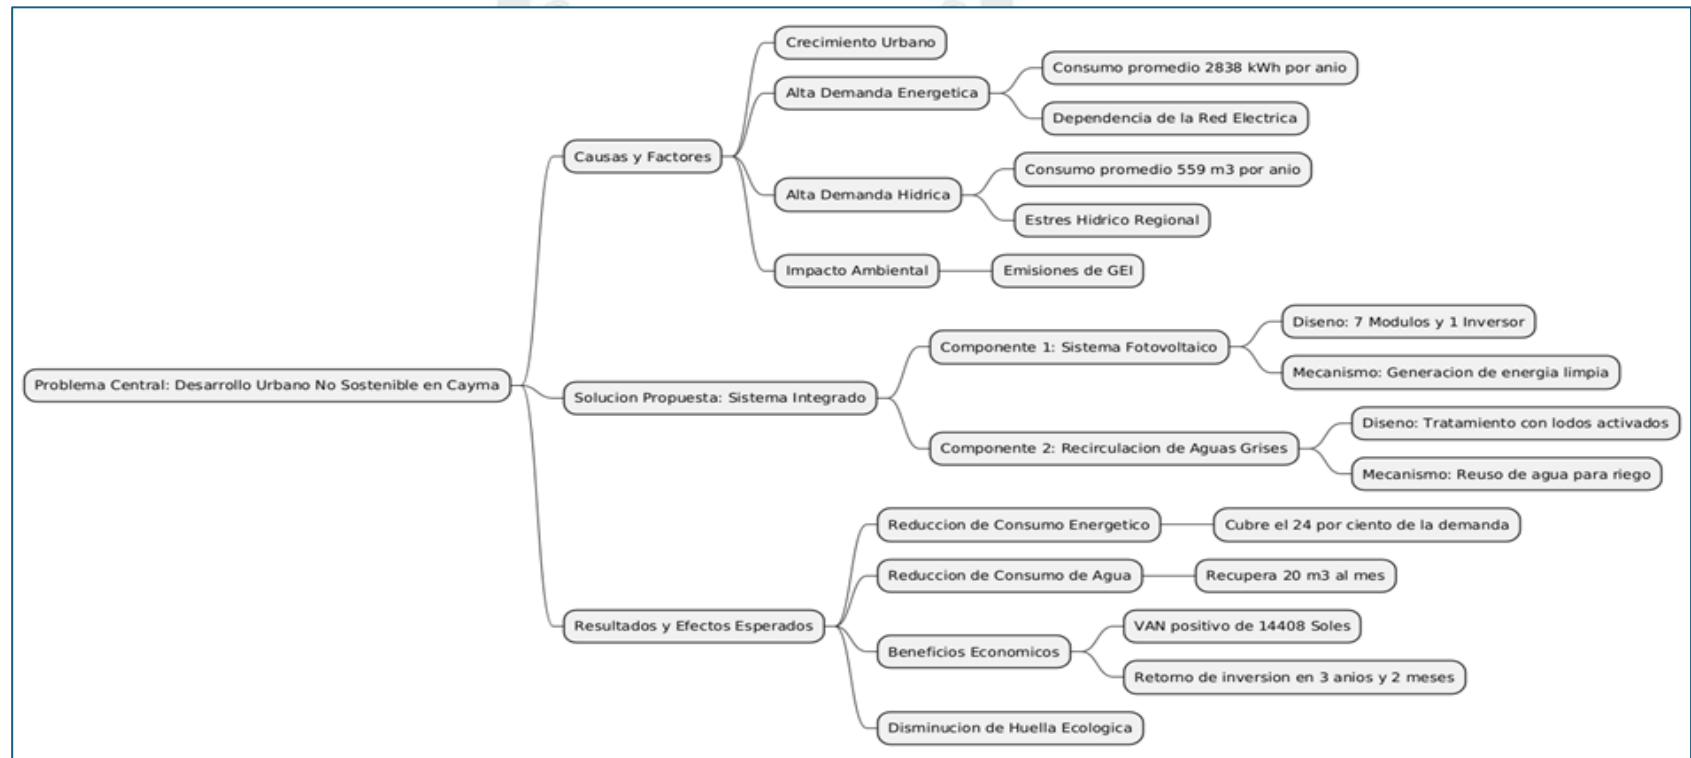 Problema Central: Desarrollo Urbano No Sostenible en Cayma
Causas y Factores
Crecimiento Urbano
Alta Demanda Energetica
Consumo promedio 2838 kWh por anio
Dependencia de la Red Electrica
Alta Demanda Hidrica
Consumo promedio 559 m3 por anio
Estres Hidrico Regional
Impacto Ambiental
Emisiones de GEI
Solucion Propuesta: Sistema Integrado
Componente 1: Sistema Fotovoltaico
Diseno: 7 Modulos y 1 Inversor
Mecanismo: Generacion de energia limpia
Componente 2: Recirculacion de Aguas Grises
Diseno: Tratamiento con lodos activados
Mecanismo: Reuso de agua para riego
Resultados y Efectos Esperados
Reduccion de Consumo Energetico
Cubre el 24 por ciento de la demanda
Reduccion de Consumo de Agua
Recupera 20 m3 al mes
Beneficios Economicos
VAN positivo de 14408 Soles
Retorno de inversion en 3 anios y 2 meses
Disminucion de Huella Ecologica